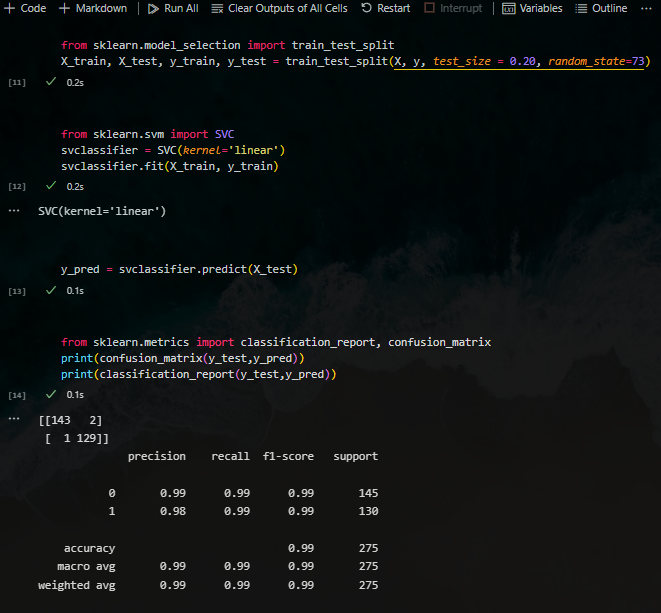 + Code + Markdown | Run All Clear Outputs of All Cells Restart Interrupt | Variables Outline ...
from sklearn.model_selection import train_test_split
X_train, X_test, y_train, y_test = train_test_split(X, y, test_size = 0.20, random_state=73)
[11] ✓ 0.2s
from sklearn.svm import SVC
svclassifier = SVC(kernel='linear')
svclassifier.fit(X_train, y_train)
[12] ✓ 0.2s
... SVC(kernel='linear')
y_pred = svclassifier.predict(X_test)
[13] ✓ 0.1s
from sklearn.metrics import classification_report, confusion_matrix
print(confusion_matrix(y_test,y_pred))
print(classification_report(y_test,y_pred))
[14] ✓ 0.1s
... [[143   2]
 [  1 129]]
precision recall f1-score support
0 0.99 0.99 0.99 145
1 0.98 0.99 0.99 130
accuracy 0.99 275
macro avg 0.99 0.99 0.99 275
weighted avg 0.99 0.99 0.99 275